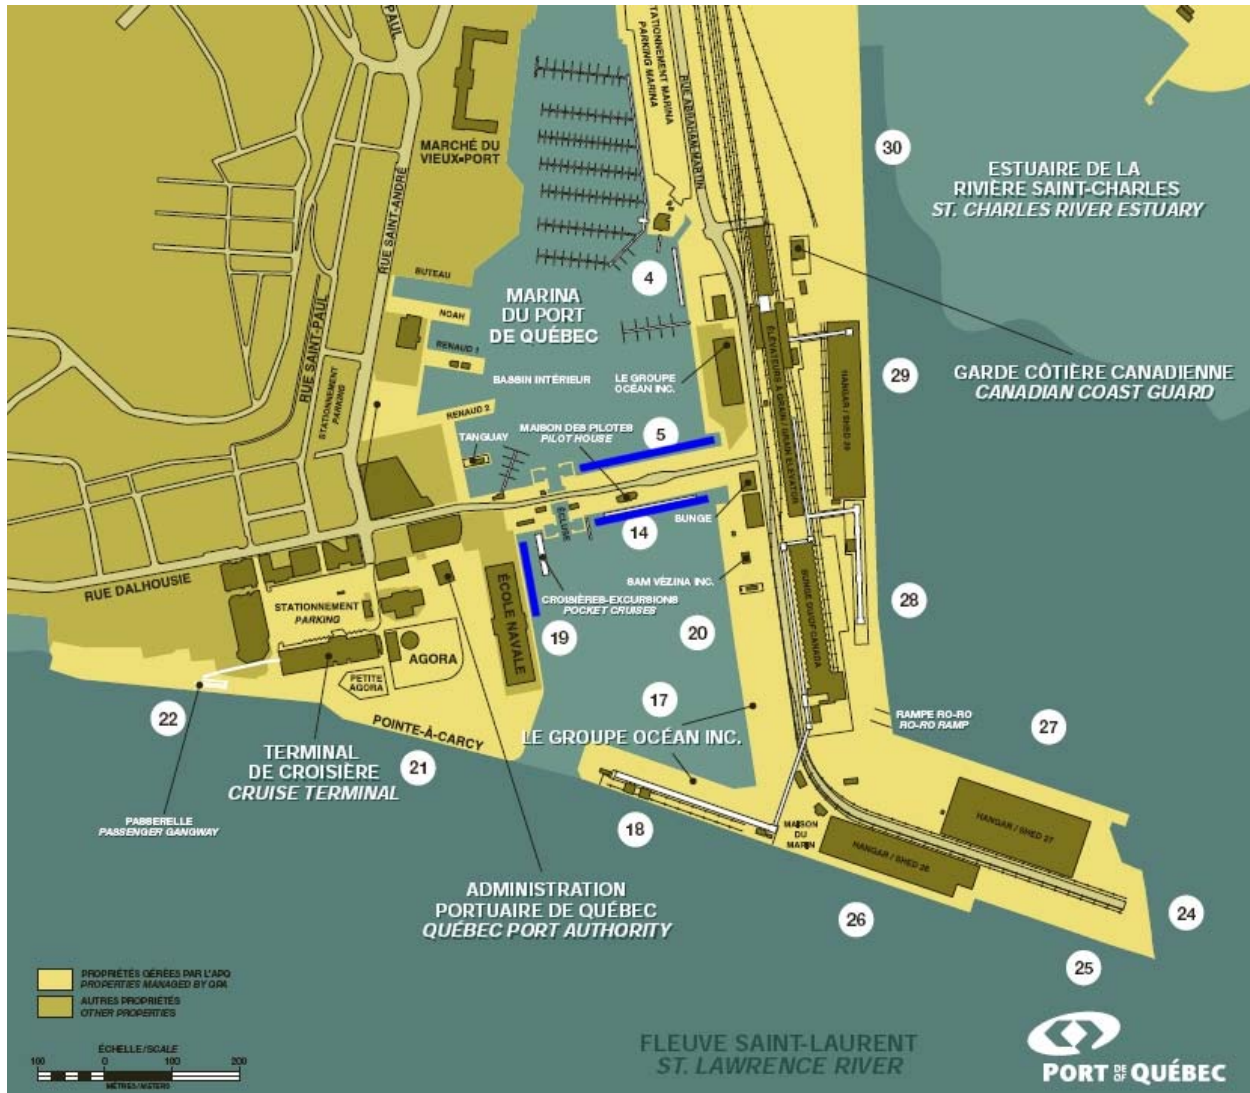 PAUL
STATIONNEMENT MARINA
PARKING MARINA
RUE ABRAHAM-MARTIN
MARCHÉ DU
VIEUX-PORT
30
ESTUAIRE DE LA
RIVIÈRE SAINT-CHARLES
ST. CHARLES RIVER ESTUARY
RUE SAINT-ANDRÉ
BUTEAU
4
MARINA
DU PORT
DE QUÉBEC
NOAH
RENAUD 1
RUE SAINT-PAUL
STATIONNEMENT
PARKING
BASSIN INTÉRIEUR
LE GROUPE
OCÉAN INC.
ÉLÉVATEURS À GRAIN / GRAIN ELEVATOR
HANGAR / SHED 29
29
GARDE CÔTIÈRE CANADIENNE
CANADIAN COAST GUARD
RENAUD 2
TANGUAY
MAISON DES PILOTES
PILOT HOUSE
5
ÉCLUSE
14
BUNGE
RUE DALHOUSIE
STATIONNEMENT
PARKING
ÉCOLE NAVALE
CROISIÈRES-EXCURSIONS
POCKET CRUISES
SAM VÉZINA INC.
BUNGE DU/OF CANADA
28
19
20
AGORA
PETITE
AGORA
17
22
POINTE-À-CARCY
LE GROUPE OCÉAN INC.
RAMPE RO-RO
RO-RO RAMP
27
TERMINAL
DE CROISIÈRE
CRUISE TERMINAL
21
PASSERELLE
PASSENGER GANGWAY
18
MAISON
DU
MARIN
HANGAR / SHED 26
HANGAR / SHED 27
ADMINISTRATION
PORTUAIRE DE QUÉBEC
QUÉBEC PORT AUTHORITY
26
24
25
PROPRIÉTÉS GÉRÉES PAR L'APQ
PROPERTIES MANAGED BY QPA
AUTRES PROPRIÉTÉS
OTHER PROPERTIES
ÉCHELLE/SCALE
100 0 100 200
MÈTRES/METERS
FLEUVE SAINT-LAURENT
ST. LAWRENCE RIVER
PORT DE OF QUÉBEC